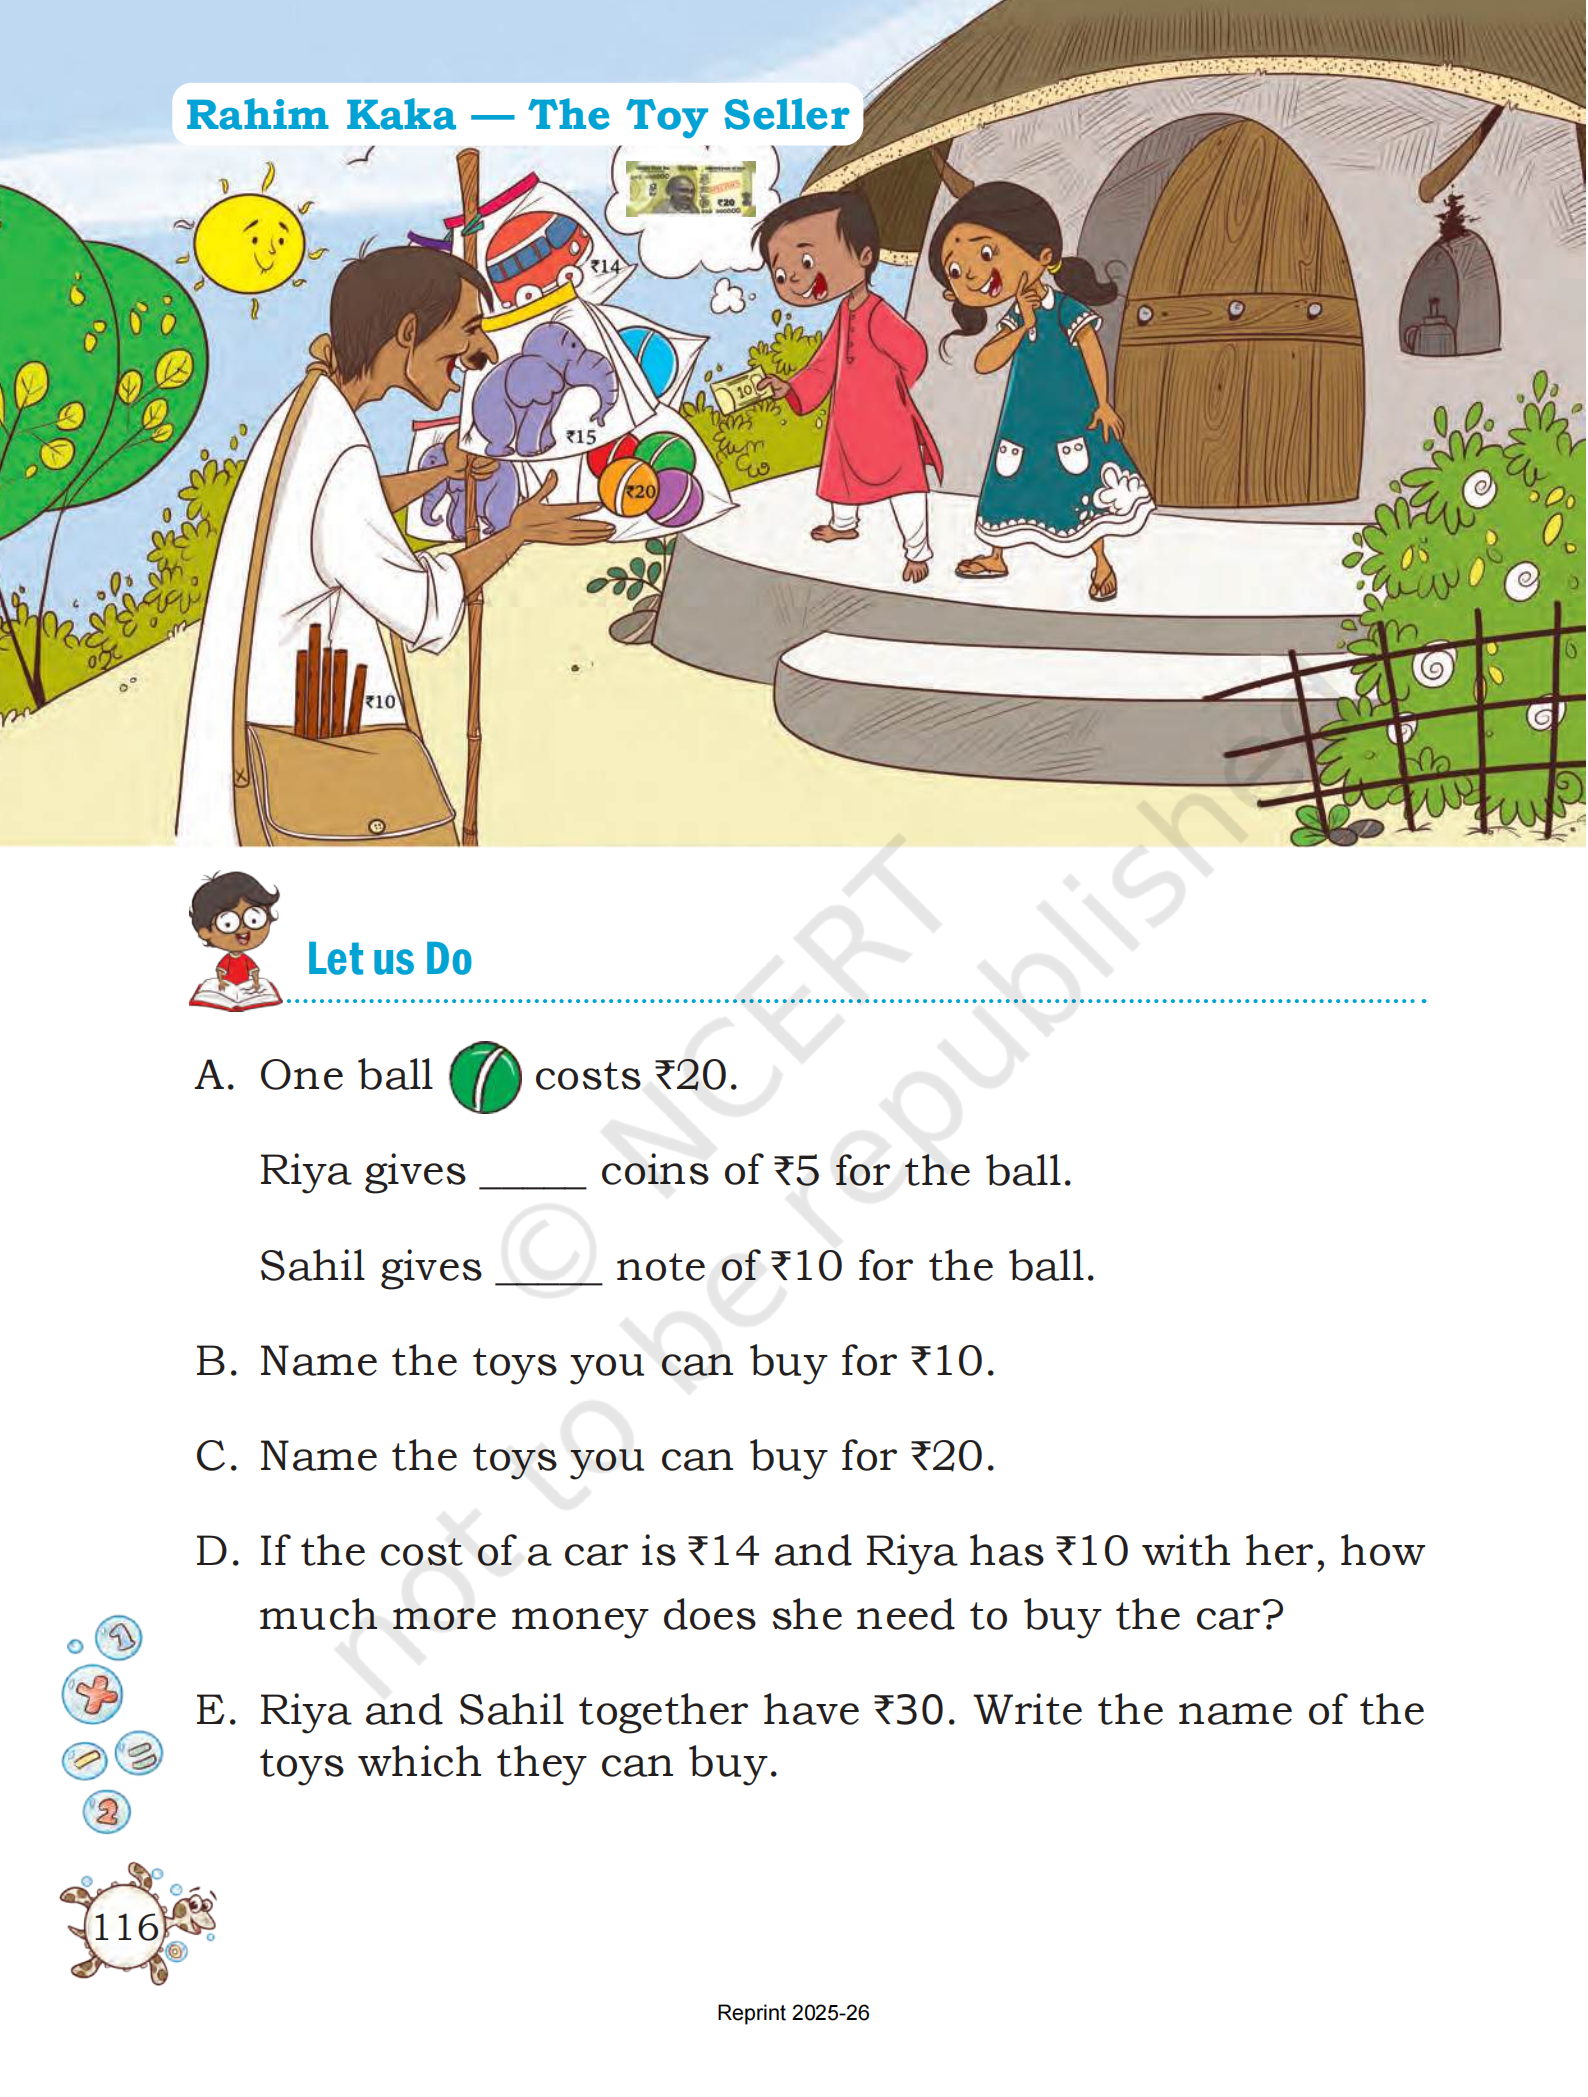 Rahim Kaka — The Toy Seller
₹20
₹14
10
₹15
₹20
₹10
Let us Do
A. One ball costs ₹20.
Riya gives _____ coins of ₹5 for the ball.
Sahil gives _____ note of ₹10 for the ball.
B. Name the toys you can buy for ₹10.
C. Name the toys you can buy for ₹20.
D. If the cost of a car is ₹14 and Riya has ₹10 with her, how
much more money does she need to buy the car?
E. Riya and Sahil together have ₹30. Write the name of the
toys which they can buy.
1
2
116
© NCERT
not to be republished
Reprint 2025-26